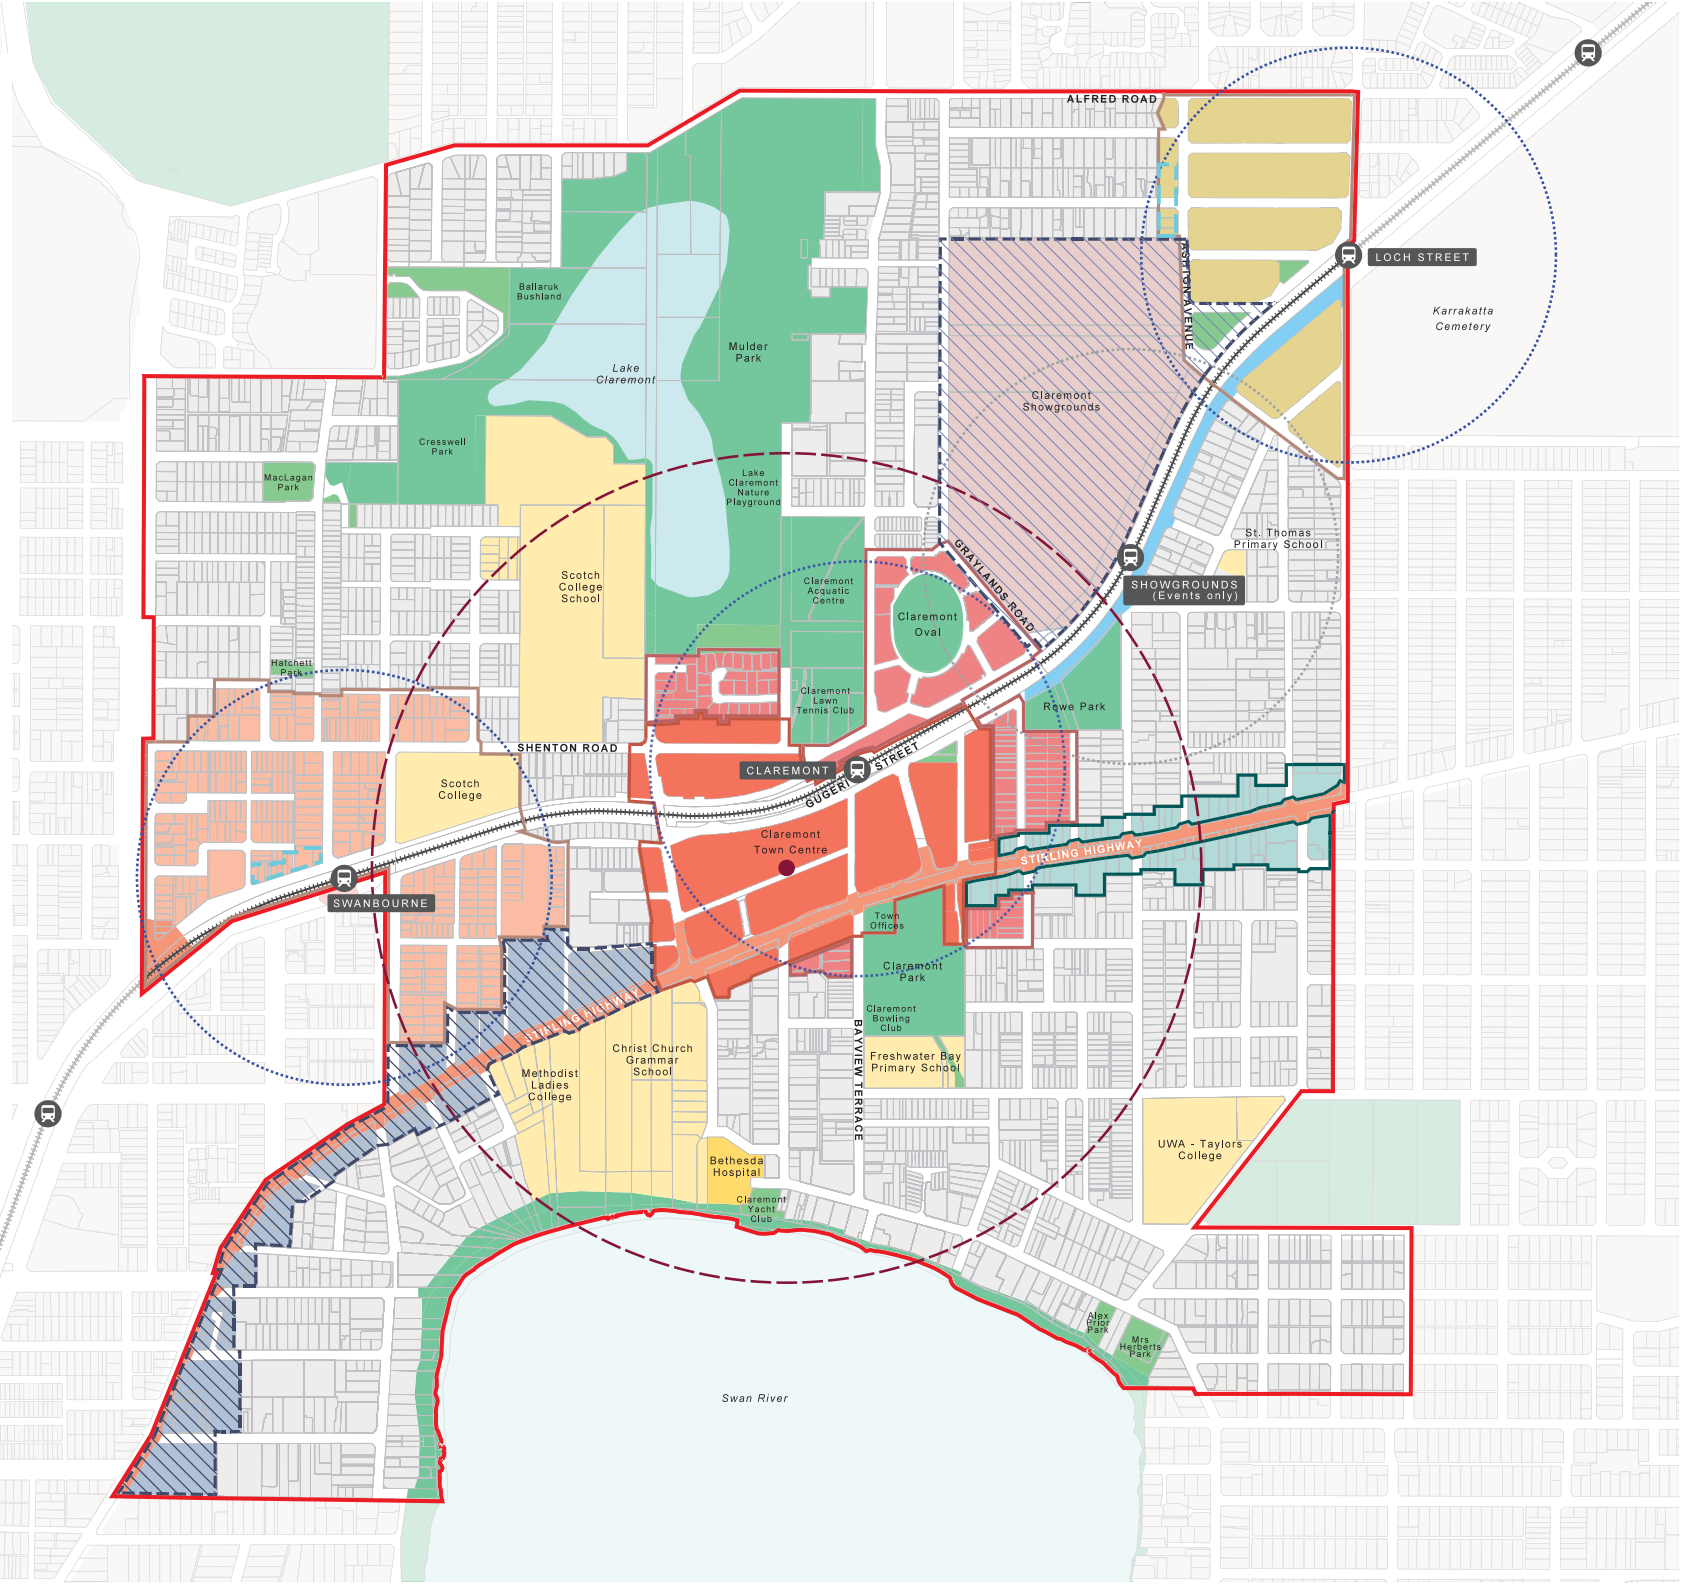 ALFRED ROAD
LOCH STREET
ASHTON AVENUE
Karrakatta
Cemetery
Ballaruk
Bushland
Mulder
Park
Lake
Claremont
Claremont
Showgrounds
Cresswell
Park
MacLagan
Park
Lake
Claremont
Nature
Playground
St. Thomas
Primary School
GRAYLANDS ROAD
Scotch
College
School
Claremont
Acquatic
Centre
SHOWGROUNDS
(Events only)
Claremont
Oval
Hatchett
Park
Claremont
Lawn
Tennis Club
Rowe Park
SHENTON ROAD
CLAREMONT
GUGERI STREET
Scotch
College
Claremont
Town Centre
STIRLING HIGHWAY
SWANBOURNE
Town
Offices
Claremont
Park
STIRLING HIGHWAY
Claremont
Bowling
Club
BAYVIEW TERRACE
Christ Church
Grammar
School
Freshwater Bay
Primary School
Methodist
Ladies
College
UWA - Taylors
College
Bethesda
Hospital
Claremont
Yacht
Club
Alex
Prior
Park
Mrs
Herberts
Park
Swan River